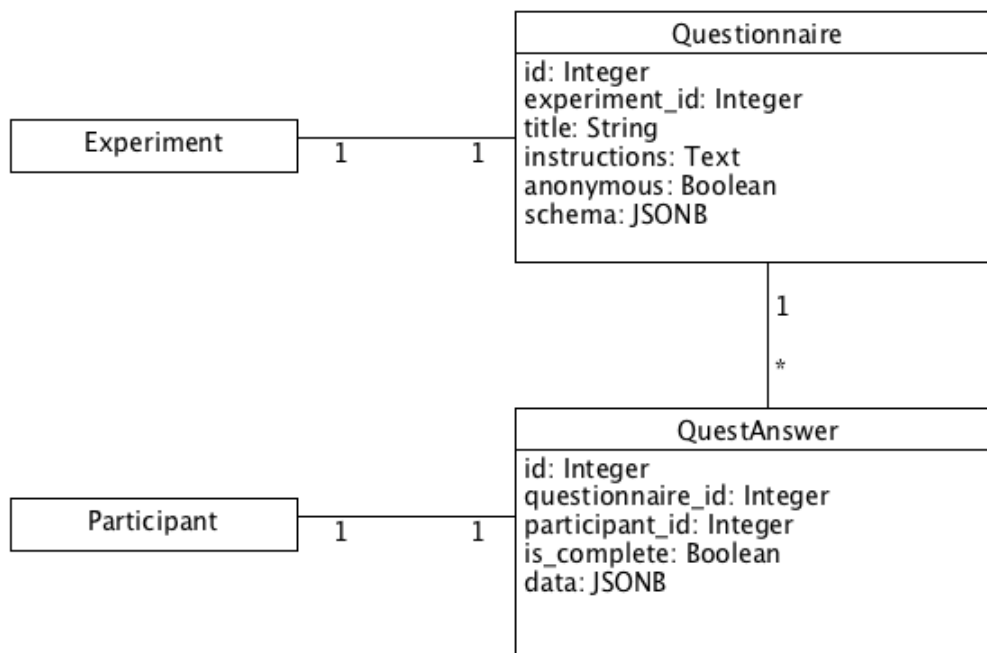 Questionnaire
id: Integer
experiment_id: Integer
title: String
instructions: Text
anonymous: Boolean
schema: JSONB
Experiment
1 1
1
*
QuestAnswer
id: Integer
questionnaire_id: Integer
participant_id: Integer
is_complete: Boolean
data: JSONB
Participant
1 1